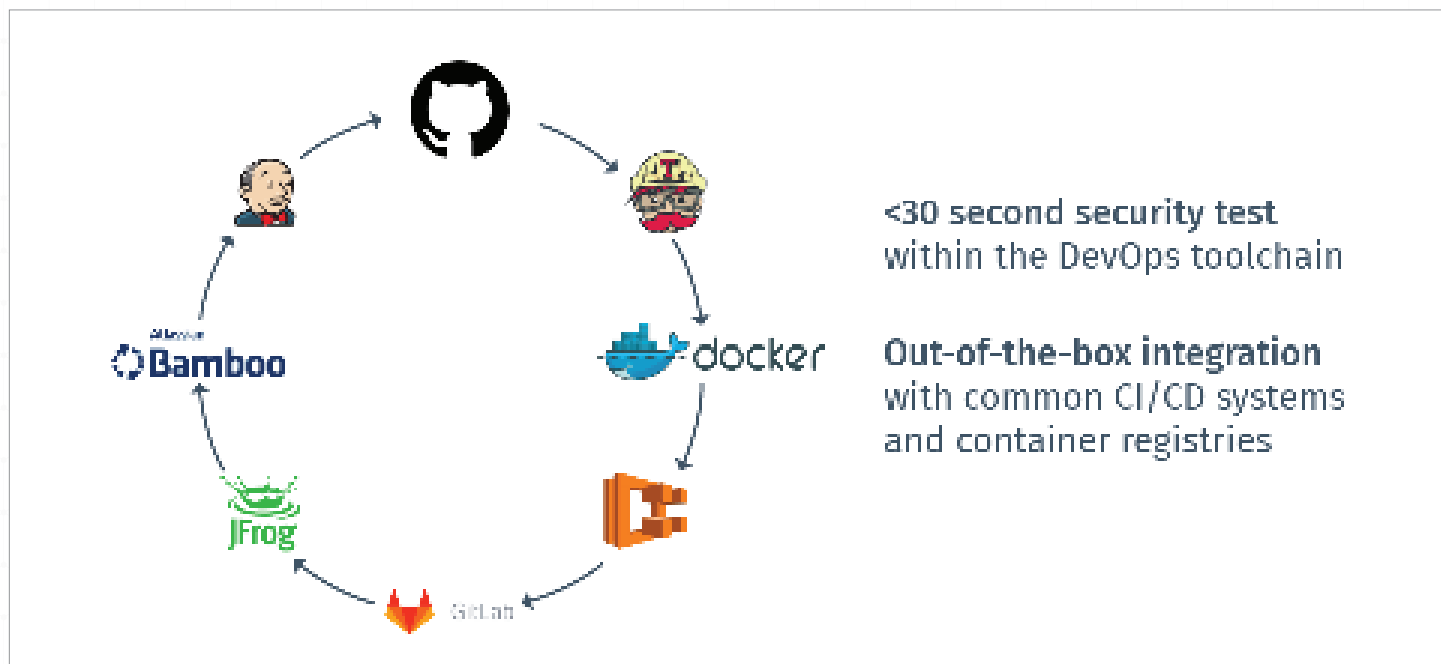 T
<30 second security test
within the DevOps toolchain
Bamboo
docker
Out-of-the-box integration
with common CI/CD systems
and container registries
JFrog
GitLab